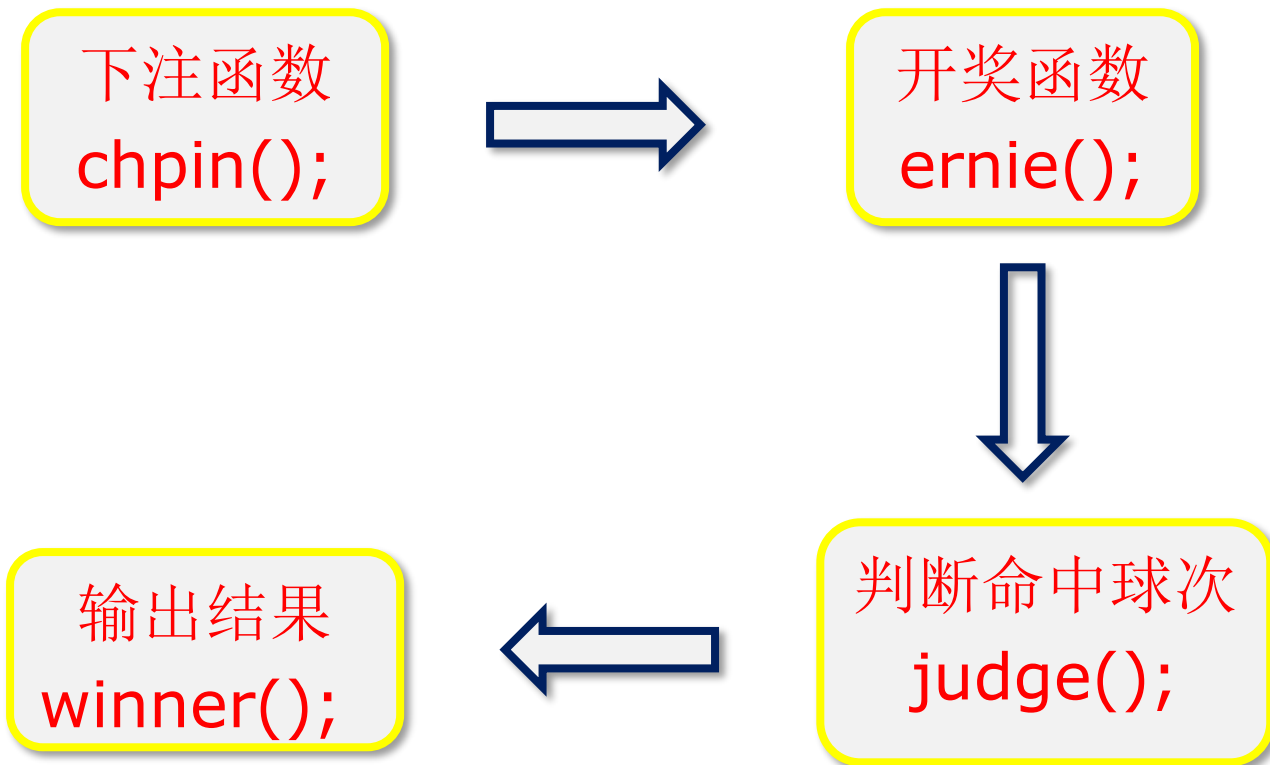 下注函数
chpin();
开奖函数
ernie();
判断命中球次
judge();
输出结果
winner();